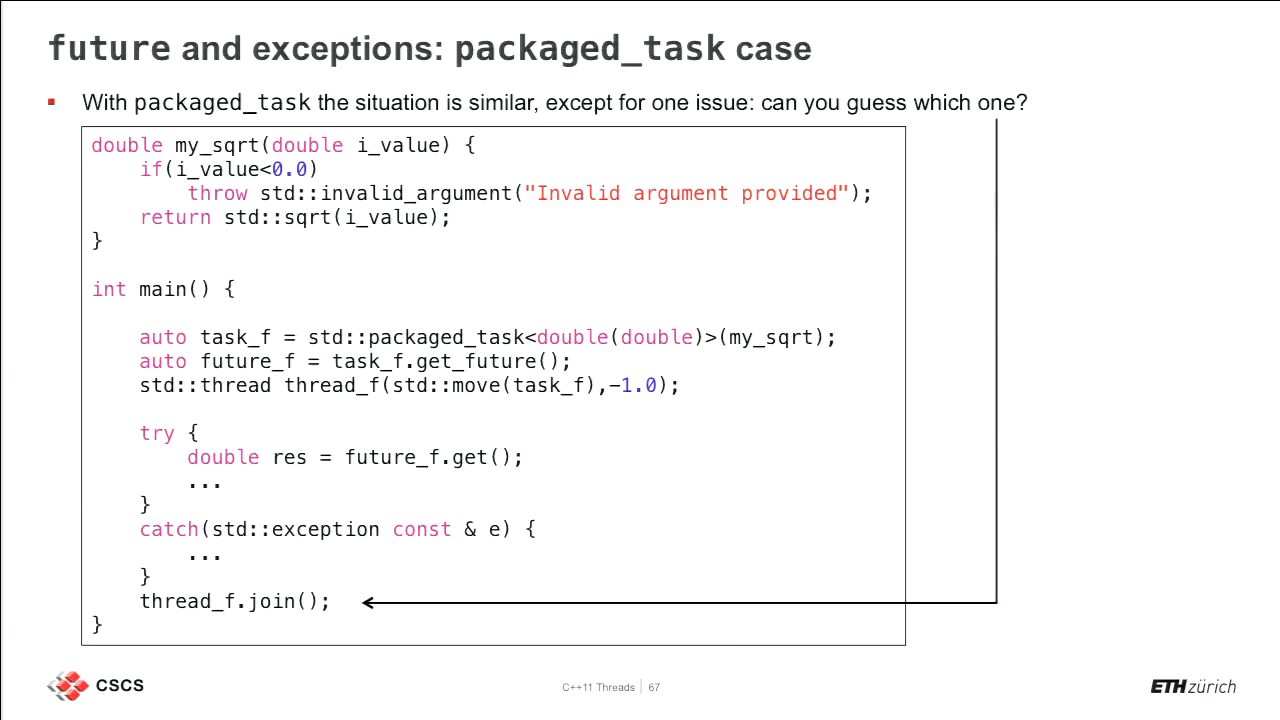 future and exceptions: packaged_task case
With packaged_task the situation is similar, except for one issue: can you guess which one?
double my_sqrt(double i_value) {
    if(i_value<0.0)
        throw std::invalid_argument("Invalid argument provided");
    return std::sqrt(i_value);
}
int main() {
    auto task_f = std::packaged_task<double(double)>(my_sqrt);
    auto future_f = task_f.get_future();
    std::thread thread_f(std::move(task_f),-1.0);
    try {
        double res = future_f.get();
        ...
    }
    catch(std::exception const & e) {
        ...
    }
    thread_f.join();
}
CSCS
C++11 Threads | 67
ETH zürich